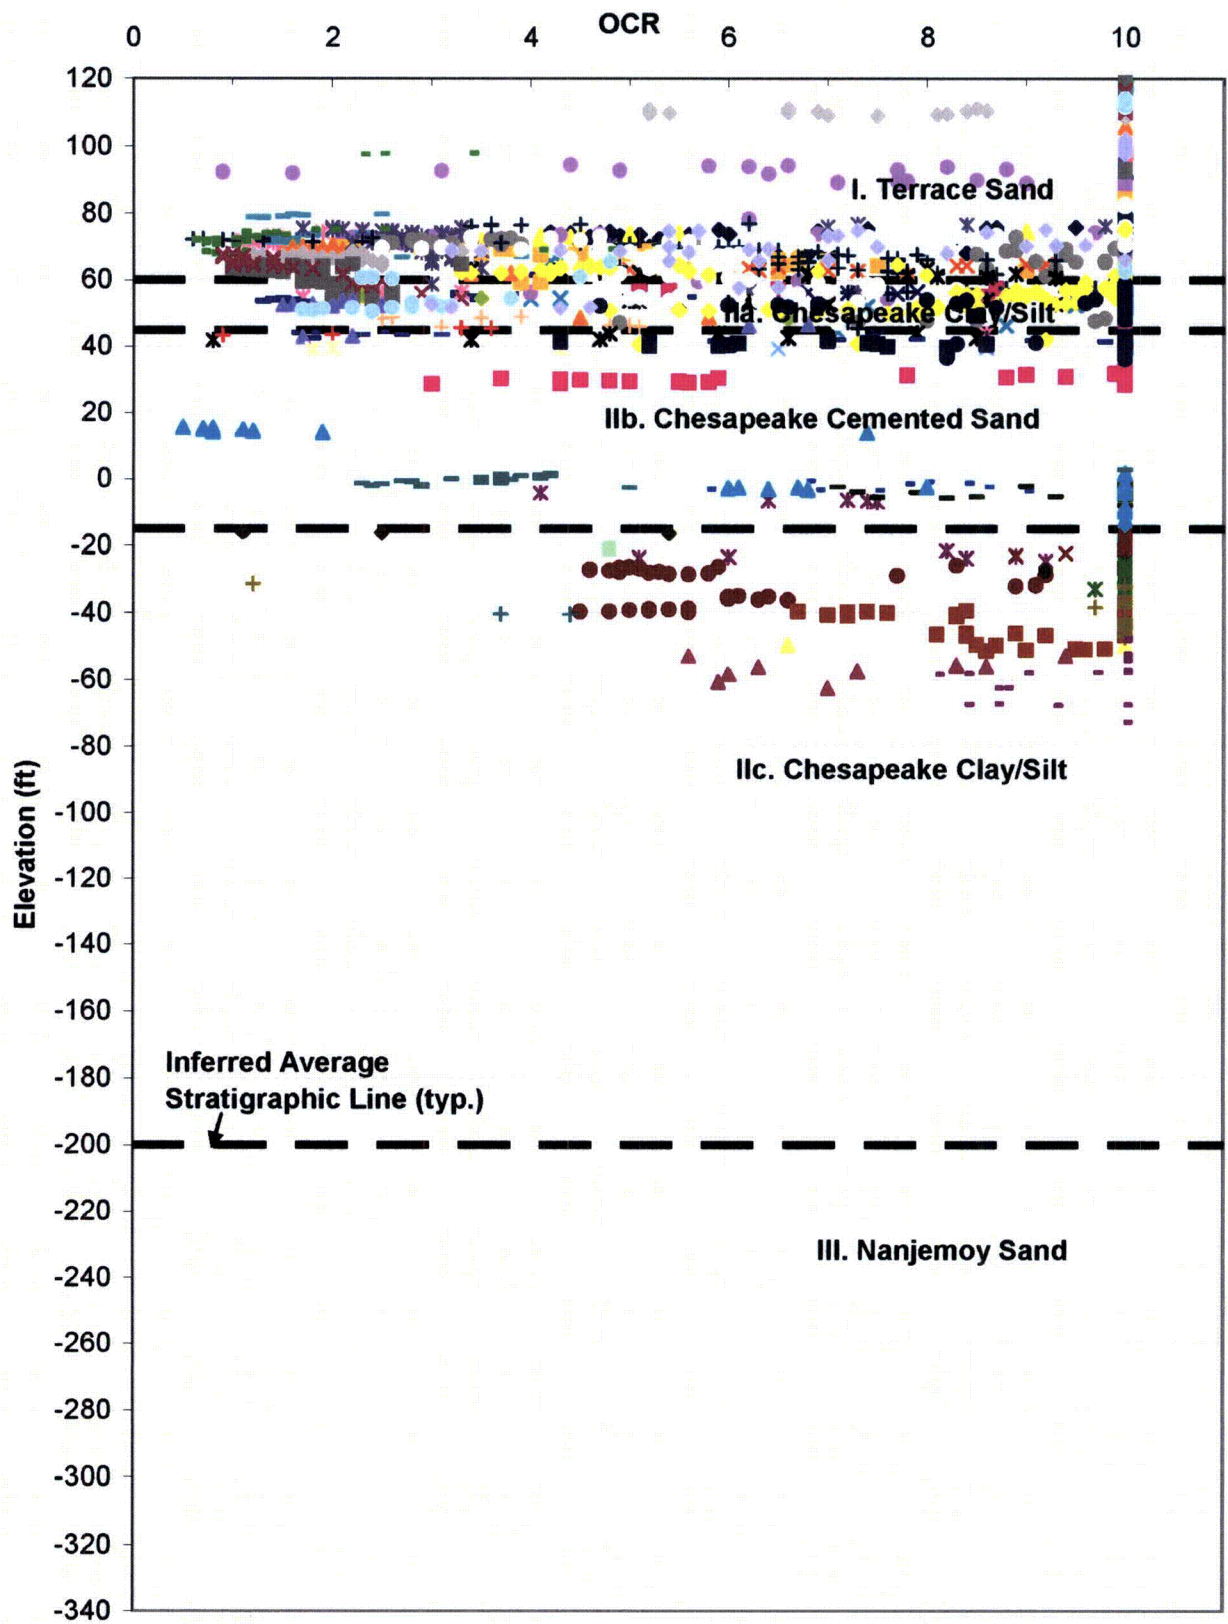 OCR
0 2 4 6 8 10
120
100
80
60
40
20
0
-20
-40
-60
-80
-100
-120
-140
-160
-180
-200
-220
-240
-260
-280
-300
-320
-340
Elevation (ft)
I. Terrace Sand
IIa. Chesapeake Clay/Silt
IIb. Chesapeake Cemented Sand
IIc. Chesapeake Clay/Silt
Inferred Average
Stratigraphic Line (typ.)
III. Nanjemoy Sand